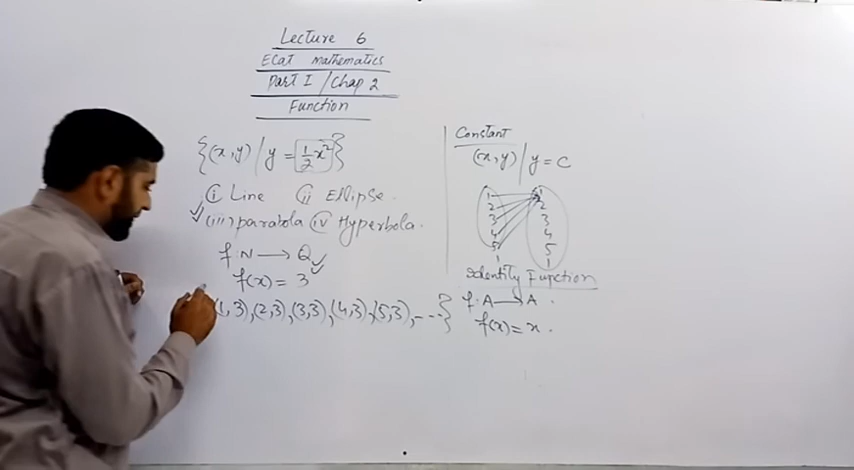 Lecture 6
ECat mathematics
Part I / Chap 2
Function
{(x,y) / y = 1/2 x²}
(i) Line (ii) Ellipse.
✓(iii) parabola (iv) Hyperbola.
f: N → Q ✓
f(x) = 3 ✓
(1,3),(2,3),(3,3),(4,3),(5,3),---}
Constant
(x,y) / y = C
1 1
2 2
3 3
4 4
5 5
Identity Function
f: A → A.
f(x) = x.